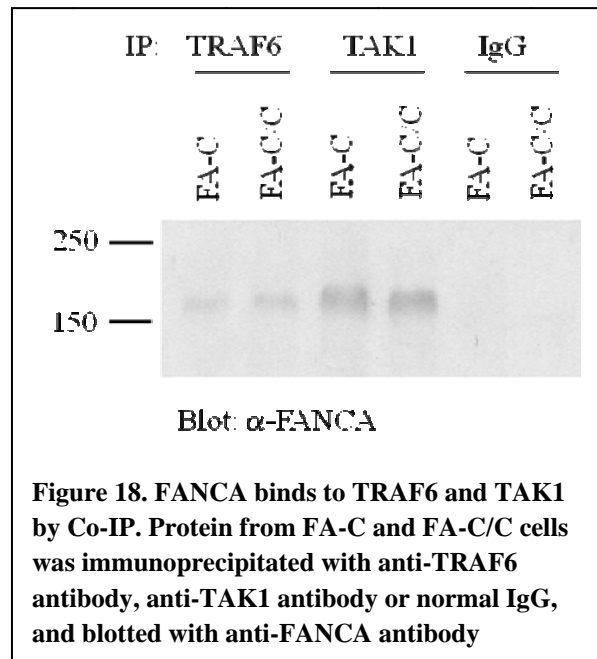 IP: TRAF6 TAK1 IgG
FA-C FA-C/C FA-C FA-C/C FA-C FA-C/C
250
150
Blot: α-FANCA
Figure 18. FANCA binds to TRAF6 and TAK1
by Co-IP. Protein from FA-C and FA-C/C cells
was immunoprecipitated with anti-TRAF6
antibody, anti-TAK1 antibody or normal IgG,
and blotted with anti-FANCA antibody